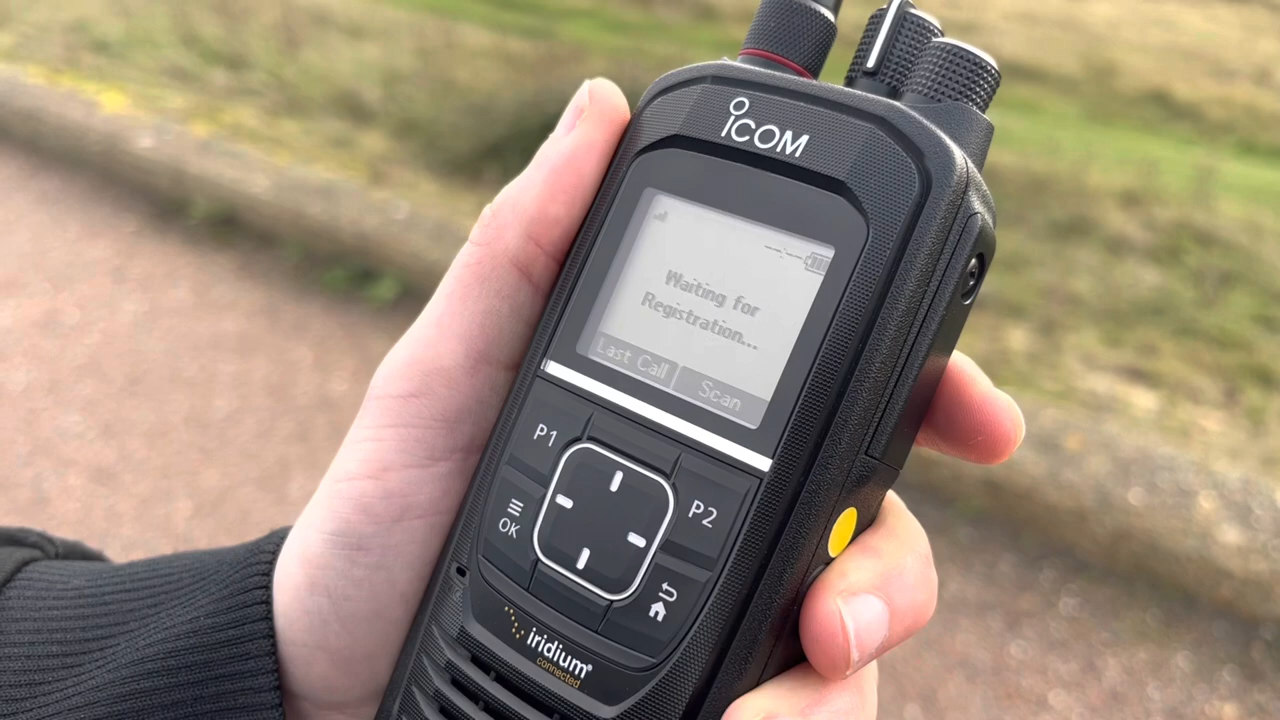 iCOM
Waiting for
Registration...
Last Call
Scan
P1
P2
OK
iridium®
connected